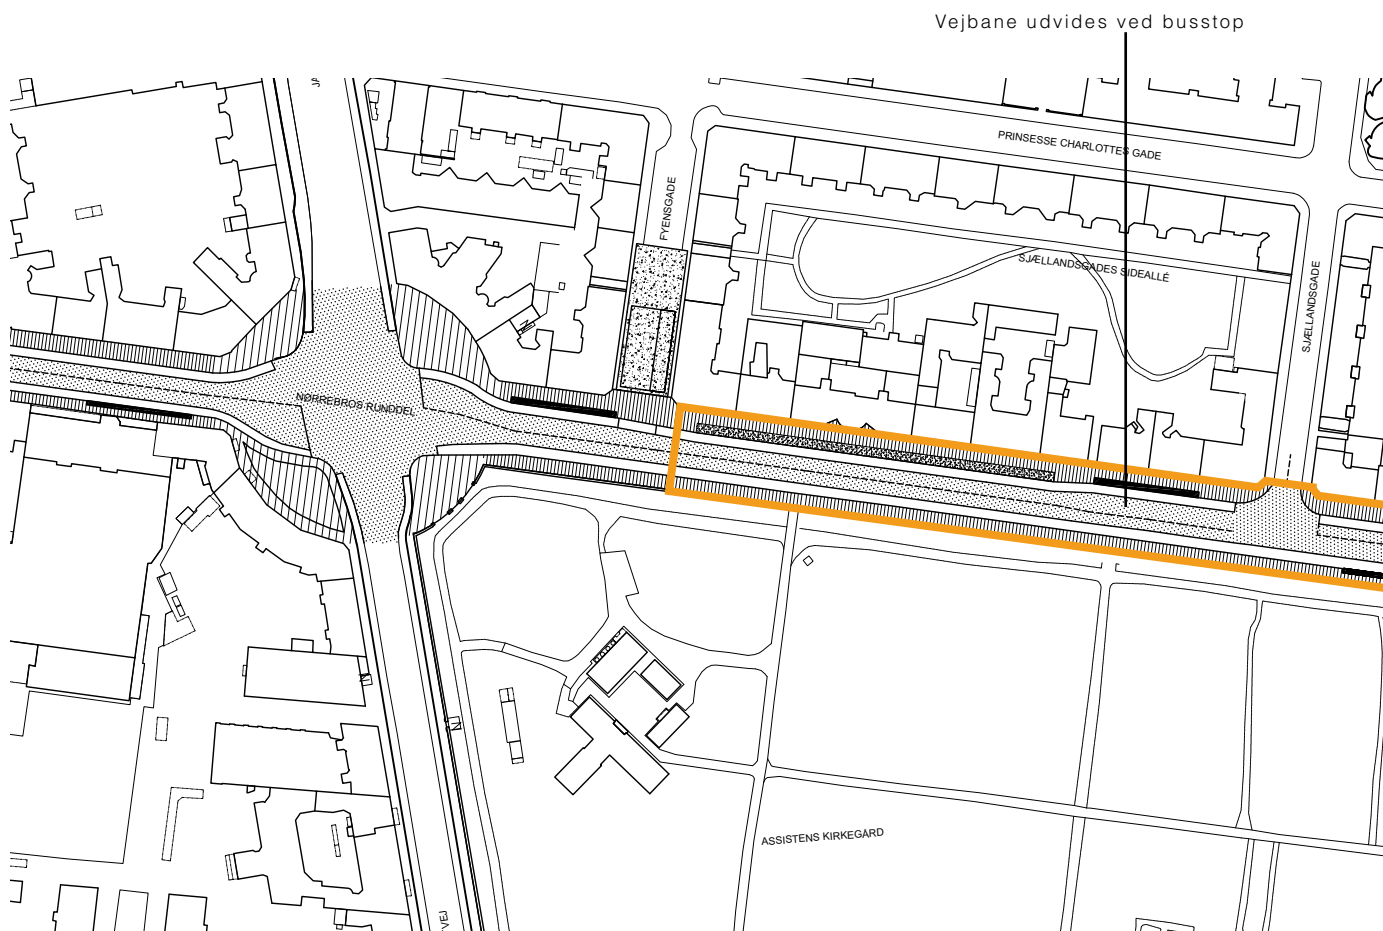 Vejbane udvides ved busstop
PRINSESSE CHARLOTTES GADE
FYENSGADE
SJÆLLANDSGADES SIDEALLÉ
SJÆLLANDSGADE
NØRREBROS RUNDDEL
ASSISTENS KIRKEGÅRD